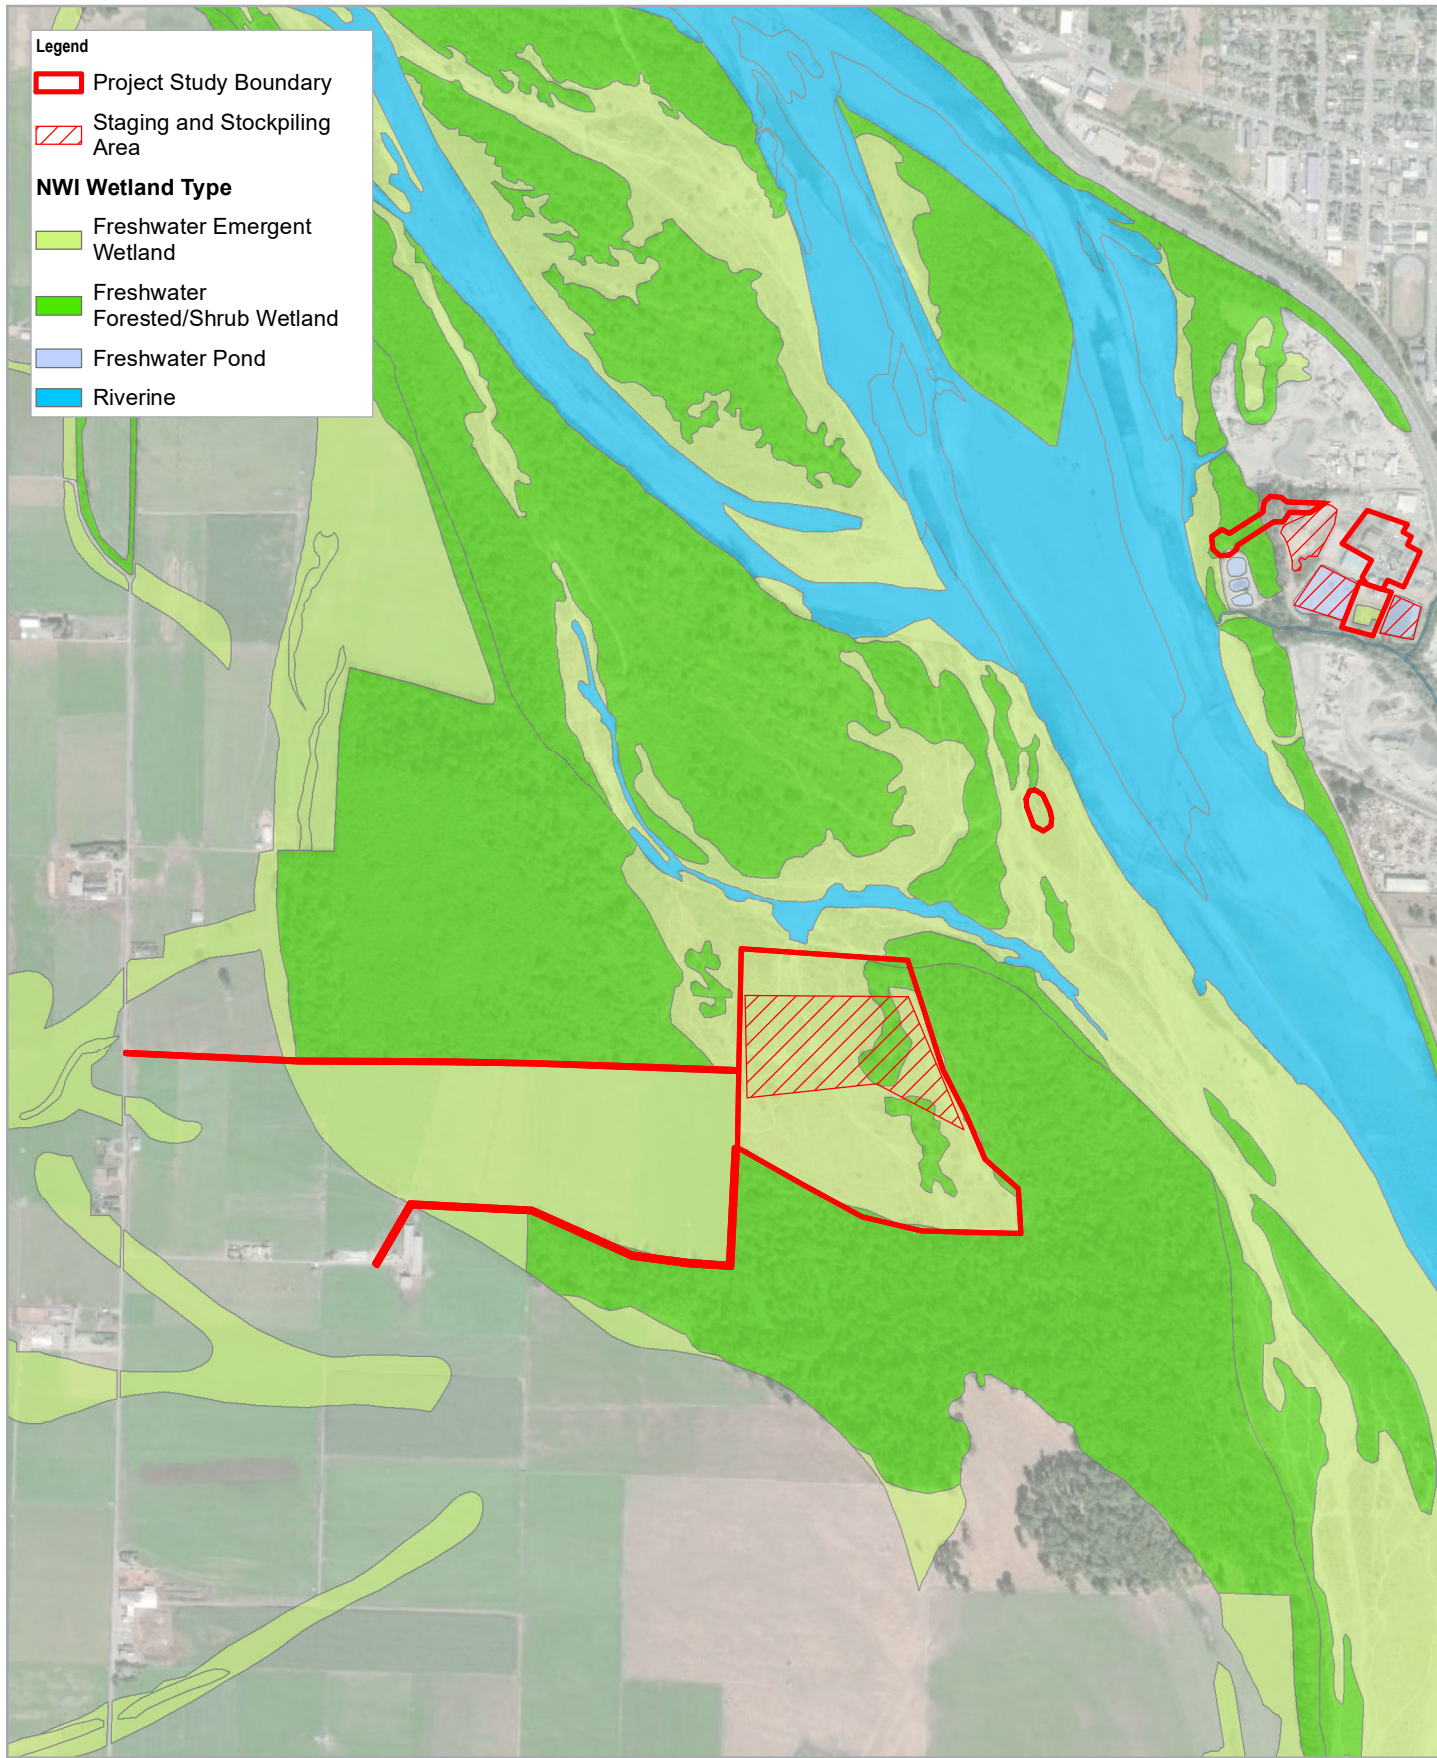 Legend
Project Study Boundary
Staging and Stockpiling
Area
NWI Wetland Type
Freshwater Emergent
Wetland
Freshwater
Forested/Shrub Wetland
Freshwater Pond
Riverine